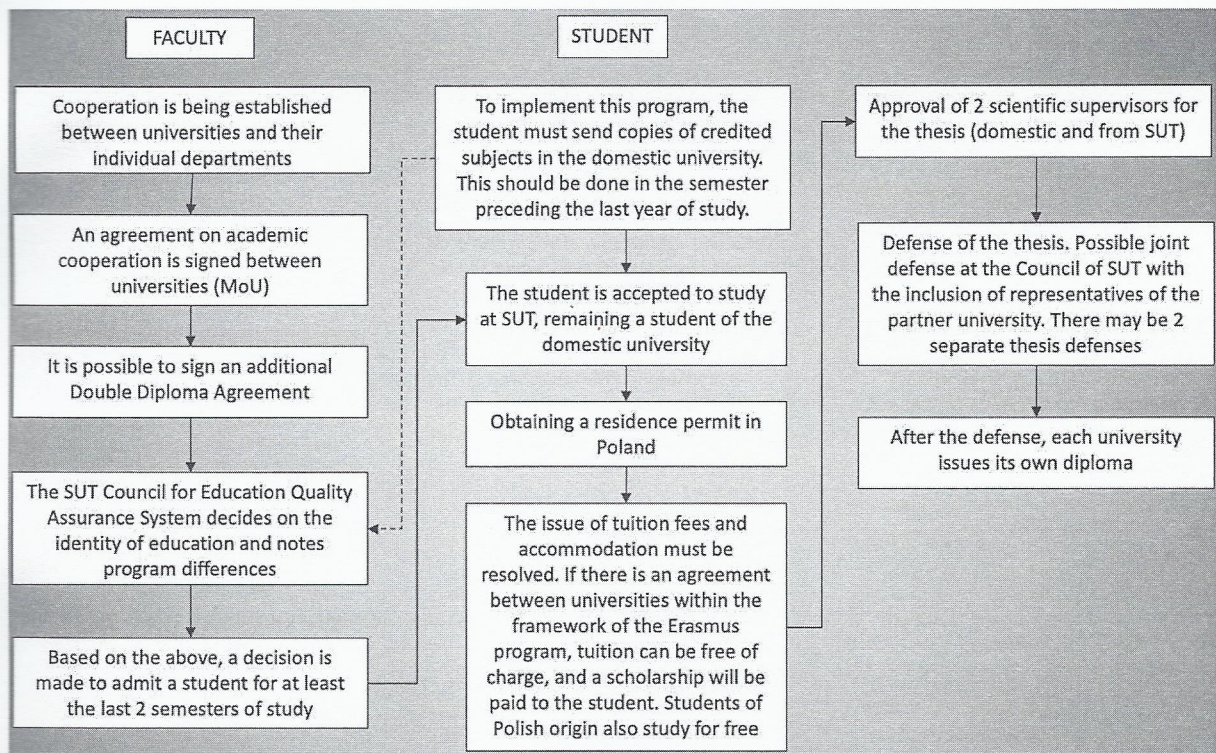 FACULTY
Cooperation is being established
between universities and their
individual departments
An agreement on academic
cooperation is signed between
universities (MoU)
It is possible to sign an additional
Double Diploma Agreement
The SUT Council for Education Quality
Assurance System decides on the
identity of education and notes
program differences
Based on the above, a decision is
made to admit a student for at least
the last 2 semesters of study
STUDENT
To implement this program, the
student must send copies of credited
subjects in the domestic university.
This should be done in the semester
preceding the last year of study.
The student is accepted to study
at SUT, remaining a student of the
domestic university
Obtaining a residence permit in
Poland
The issue of tuition fees and
accommodation must be
resolved. If there is an agreement
between universities within the
framework of the Erasmus
program, tuition can be free of
charge, and a scholarship will be
paid to the student. Students of
Polish origin also study for free
Approval of 2 scientific supervisors for
the thesis (domestic and from SUT)
Defense of the thesis. Possible joint
defense at the Council of SUT with
the inclusion of representatives of the
partner university. There may be 2
separate thesis defenses
After the defense, each university
issues its own diploma